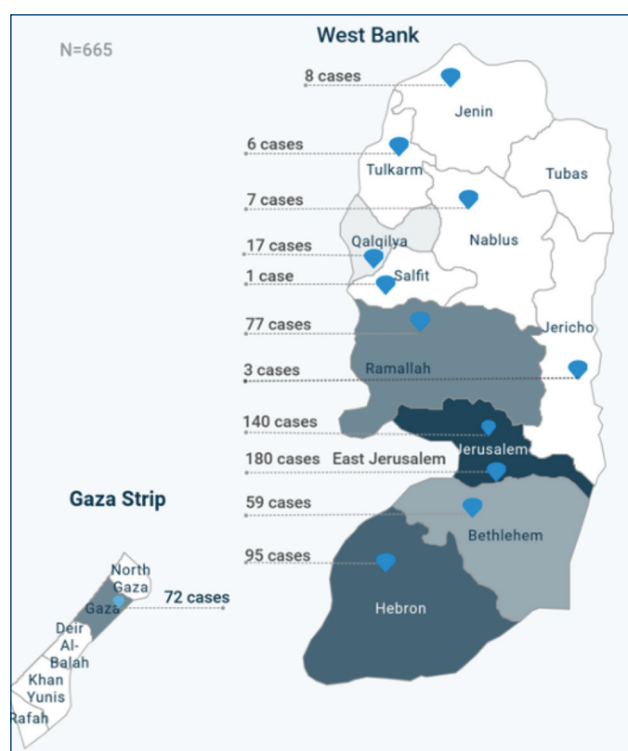 West Bank
N=665
8 cases
Jenin
6 cases
Tulkarm
Tubas
7 cases
Qalqilya
Nablus
17 cases
1 case
Salfit
77 cases
Jericho
Ramallah
3 cases
140 cases
Jerusalem
180 cases East Jerusalem
Gaza Strip
59 cases
Bethlehem
95 cases
North
Gaza
72 cases
Gaza
Hebron
Deir
Al-
Balah
Khan
Yunis
Rafah